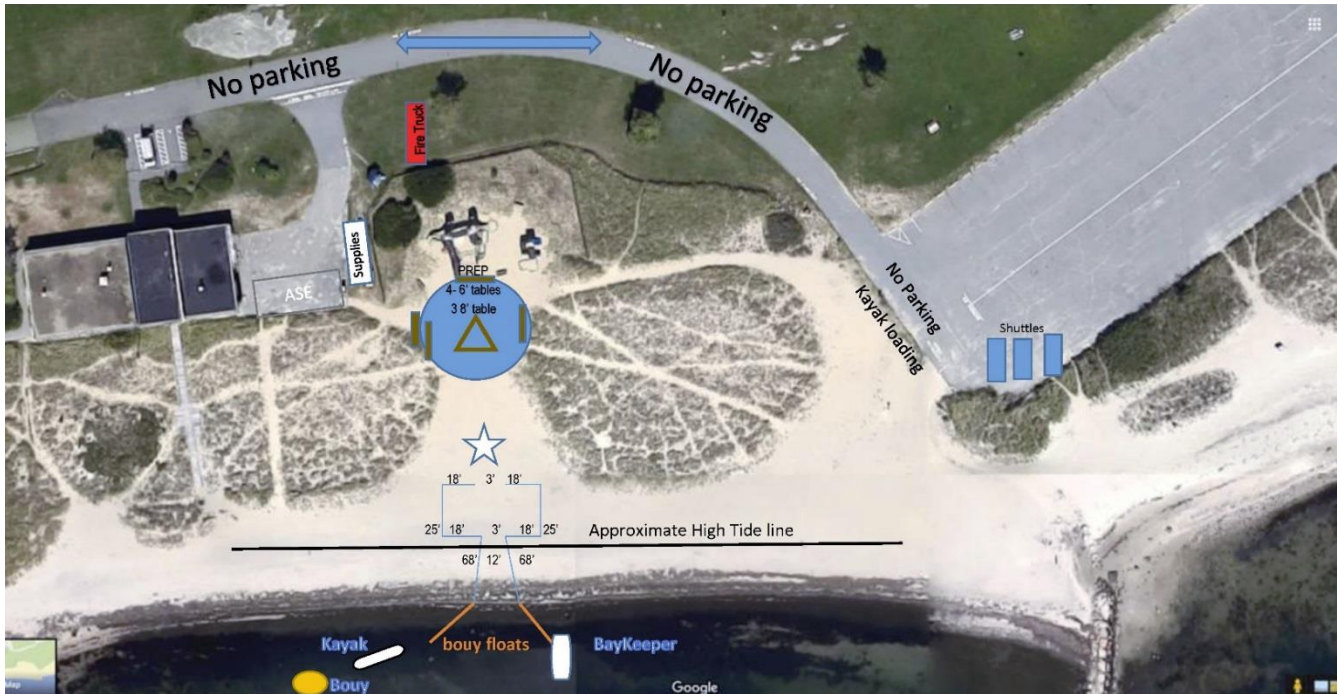 No parking
No parking
Fire Truck
Supplies
ASE
PREP
4- 6' tables
3 8' table
No Parking
Kayak loading
Shuttles
18' 3' 18'
25' 18' 3' 18' 25'
Approximate High Tide line
68' 12' 68'
Kayak
bouy floats
BayKeeper
Bouy
Map
Google